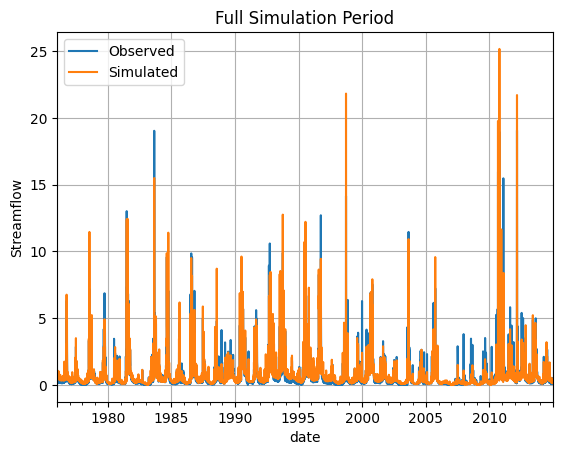 Full Simulation Period
Observed
Simulated
25
20
15
10
5
0
Streamflow
1980 1985 1990 1995 2000 2005 2010
date